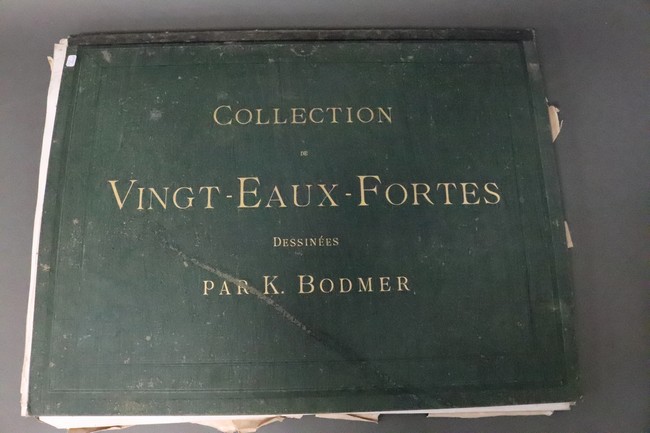 COLLECTION
DE
VINGT-EAUX-FORTES
DESSINÉES
PAR K. BODMER